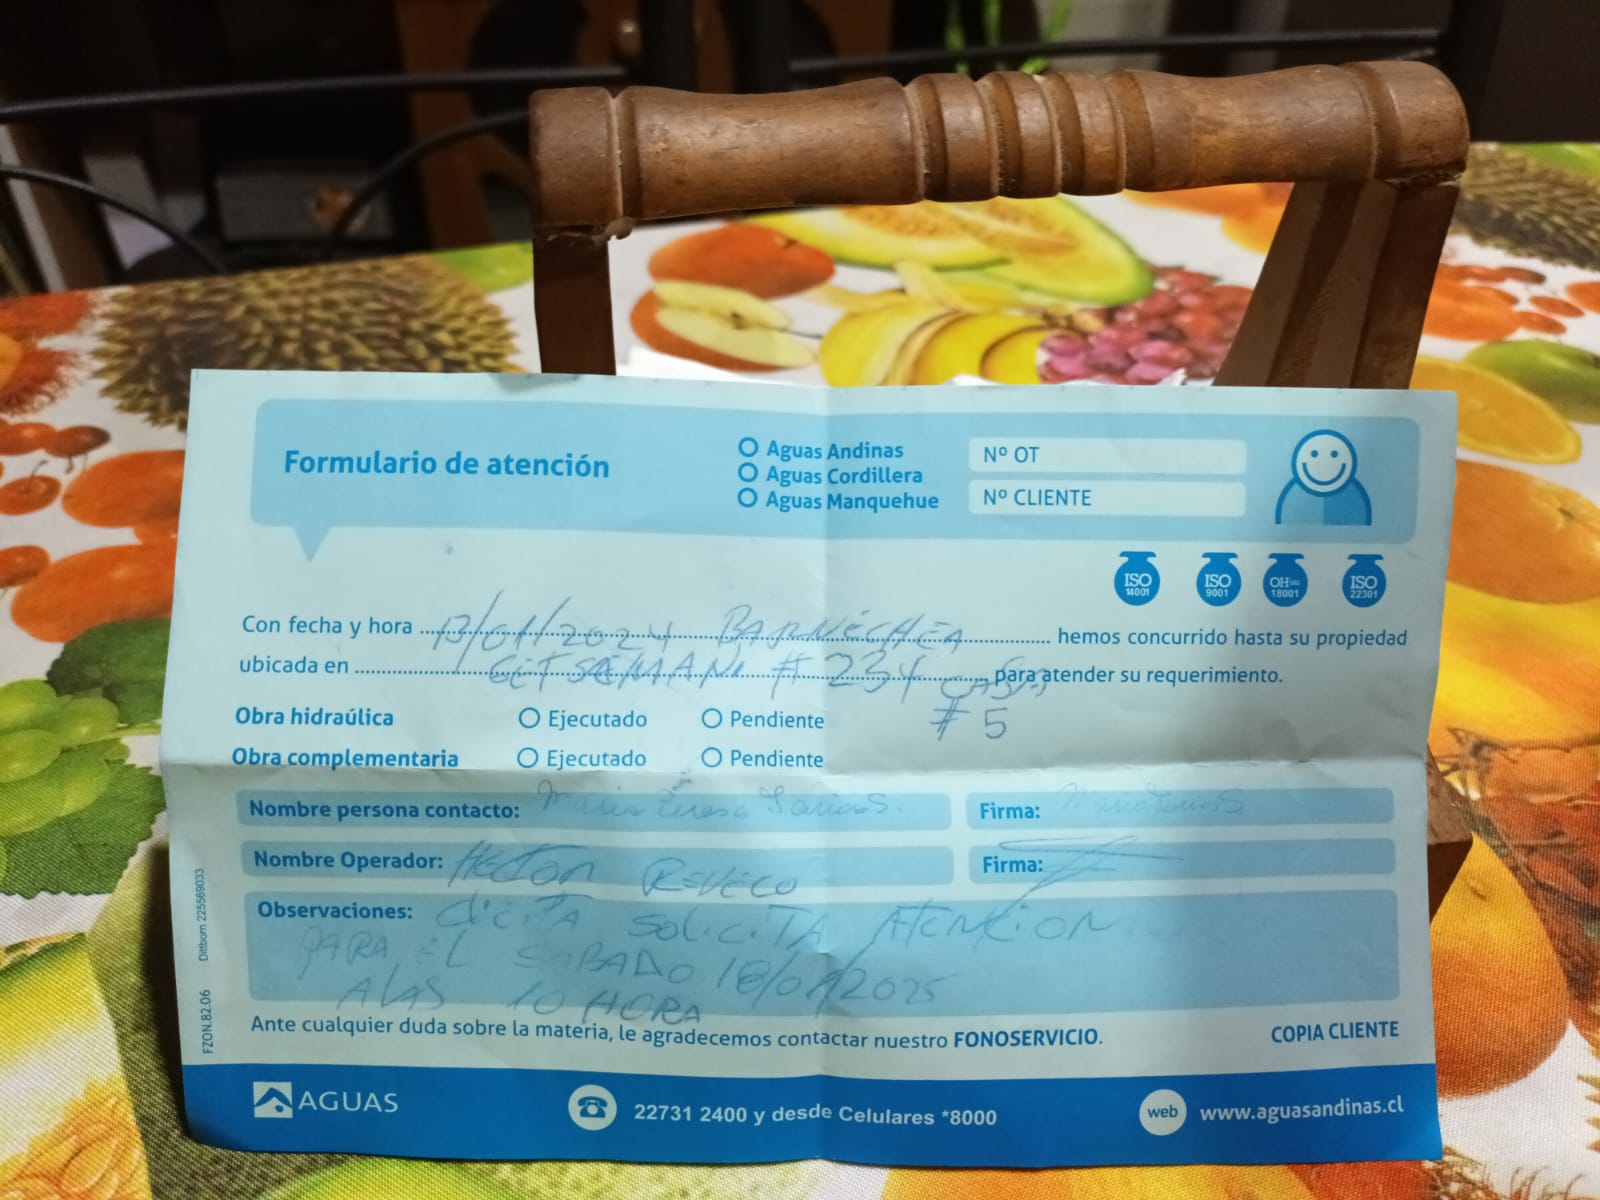 Formulario de atención
Aguas Andinas
Aguas Cordillera
Aguas Manquehue
Nº OT
Nº CLIENTE
ISO 14001
ISO 9001
OHSAS 18001
ISO 22301
Con fecha y hora 13/01/2024 BARNECHEA hemos concurrido hasta su propiedad
ubicada en GETSEMANI # 234 CASA para atender su requerimiento.
# 5
Obra hidraúlica Ejecutado Pendiente
Obra complementaria Ejecutado Pendiente
Nombre persona contacto: Maria Teresa Farias S. Firma:
Nombre Operador: HECTOR REVECO Firma:
Observaciones: SOLICITA ATENCION
PARA EL SABADO 18/01/2025
A LAS 10 HORA
Ante cualquier duda sobre la materia, le agradecemos contactar nuestro FONOSERVICIO.
COPIA CLIENTE
FZON.82.06 Dittborn 225569033
AGUAS
22731 2400 y desde Celulares *8000
web www.aguasandinas.cl